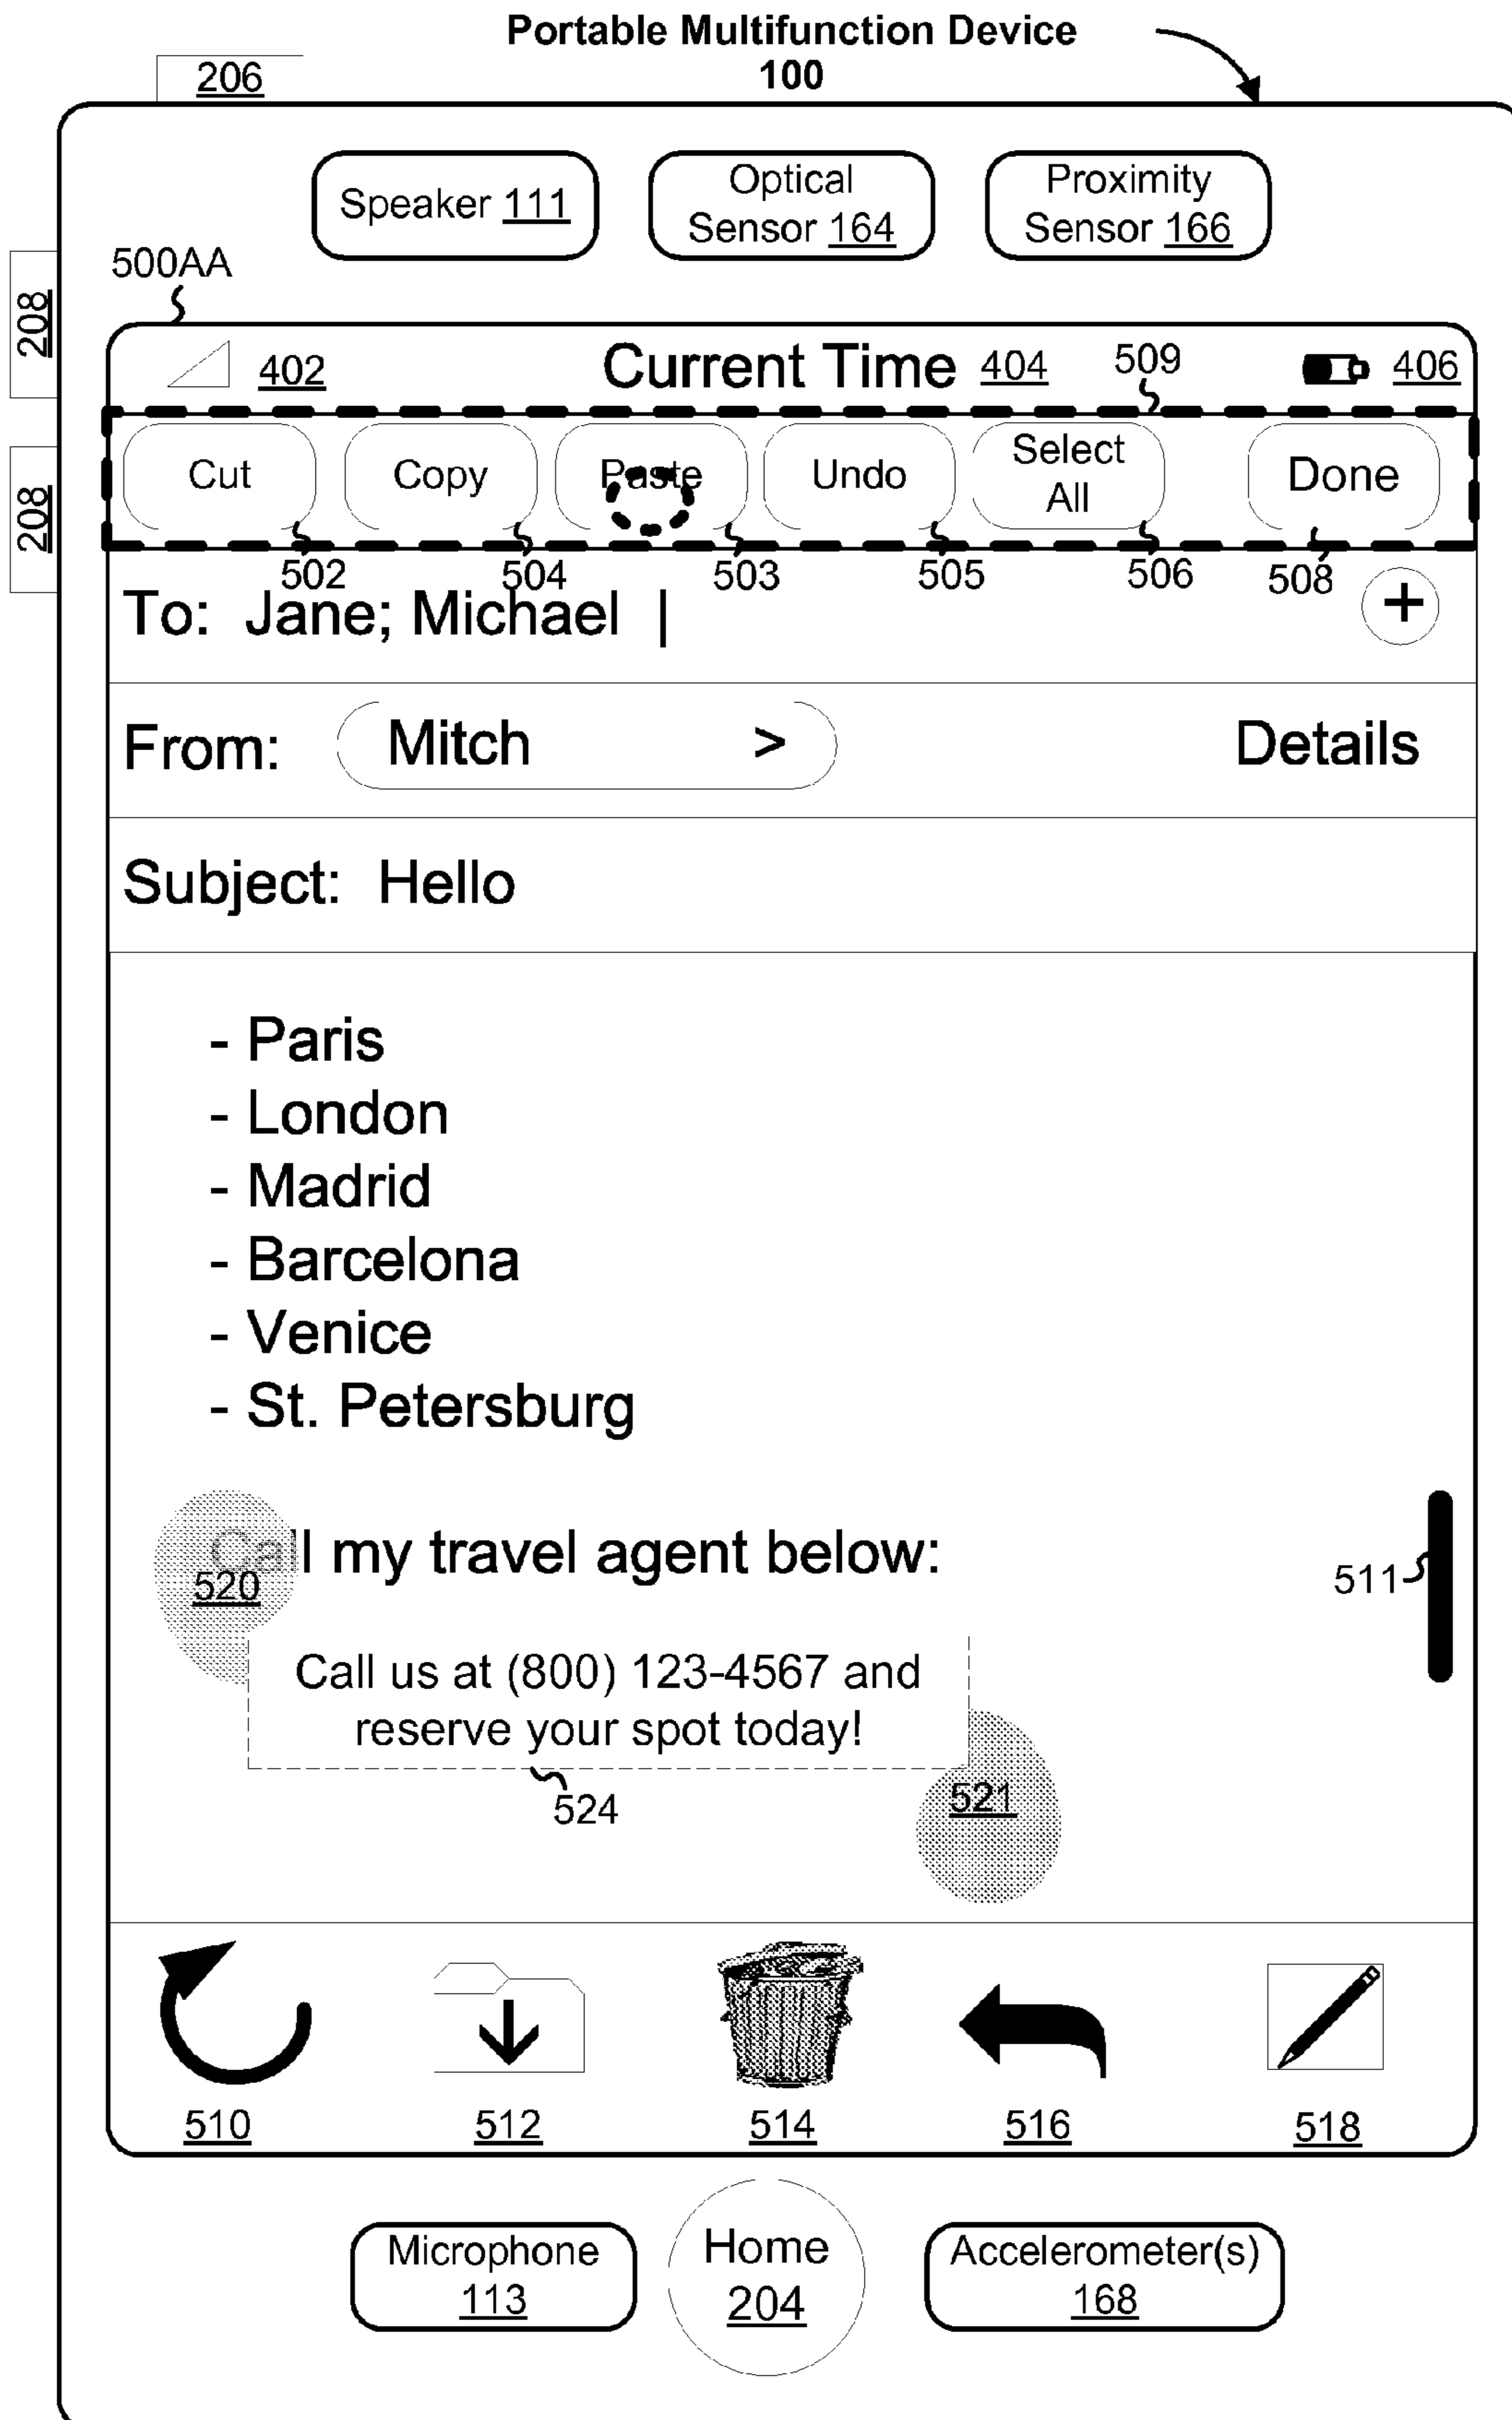 Portable Multifunction Device
100
206
Speaker 111
Optical
Sensor 164
Proximity
Sensor 166
500AA
208
402
Current Time 404
509
406
208
Cut
Copy
Paste
Undo
Select
All
Done
502
504
503
505
506
508
To: Jane; Michael |
+
From: Mitch >
Details
Subject: Hello
- Paris
- London
- Madrid
- Barcelona
- Venice
- St. Petersburg
Call my travel agent below:
520
511
Call us at (800) 123-4567 and
reserve your spot today!
524
521
510
512
514
516
518
Microphone
113
Home
204
Accelerometer(s)
168